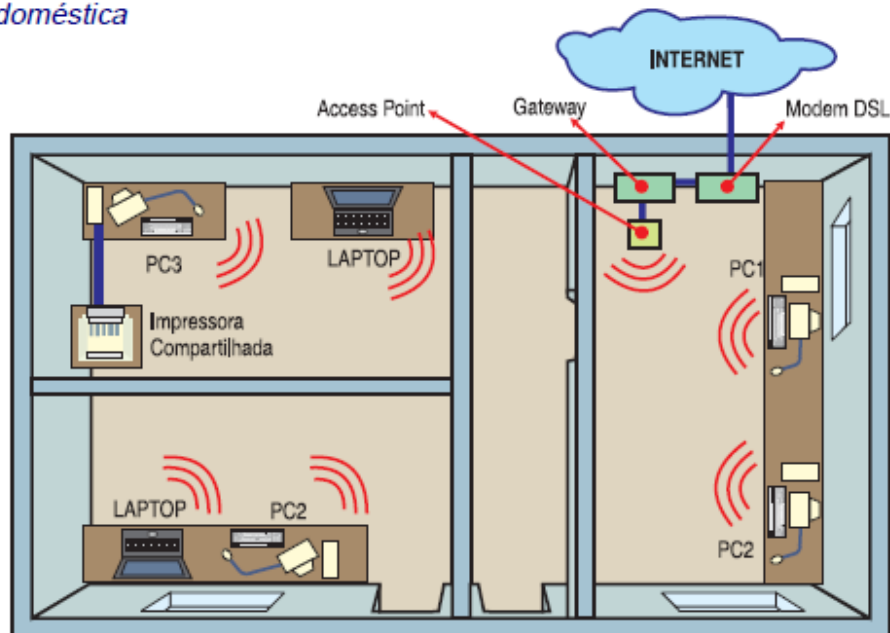 doméstica
INTERNET
Access Point
Gateway
Modem DSL
PC3
LAPTOP
PC1
Impressora
Compartilhada
LAPTOP
PC2
PC2